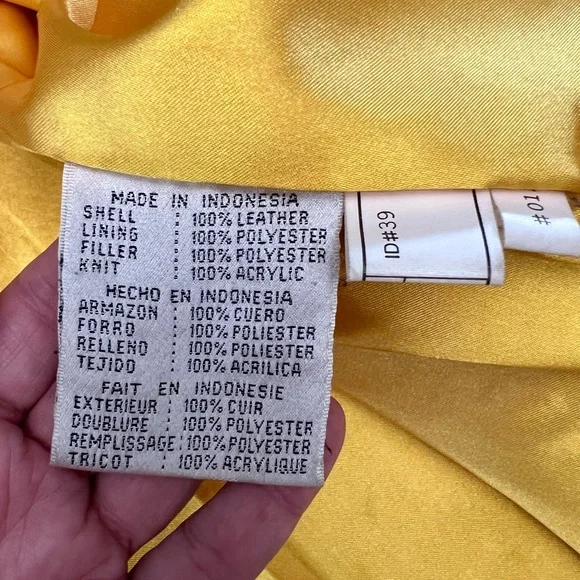 MADE IN INDONESIA
SHELL : 100% LEATHER
LINING : 100% POLYESTER
FILLER : 100% POLYESTER
KNIT : 100% ACRYLIC
HECHO EN INDONESIA
ARMAZON : 100% CUERO
FORRO : 100% POLIESTER
RELLENO : 100% POLIESTER
TEJIDO : 100% ACRILICA
FAIT EN INDONESIE
EXTERIEUR : 100% CUIR
DOUBLURE : 100% POLYESTER
REMPLISSAGE : 100% POLYESTER
TRICOT : 100% ACRYLIQUE
ID#39
# 01